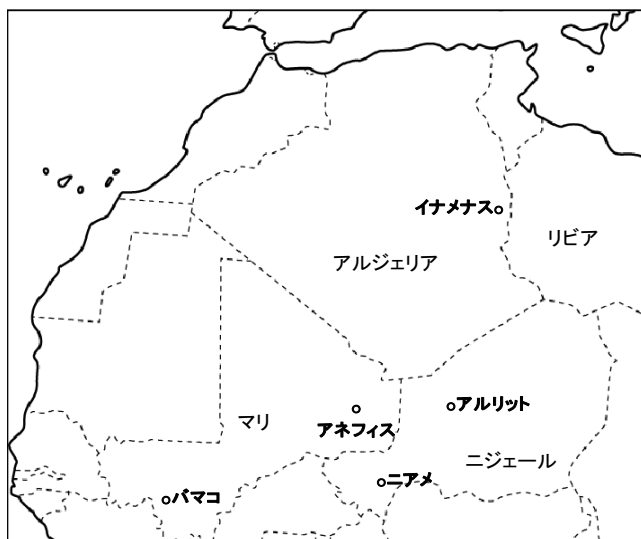 イナメナス
リビア
アルジェリア
アルリット
マリ
アネフィス
ニジェール
ニアメ
バマコ